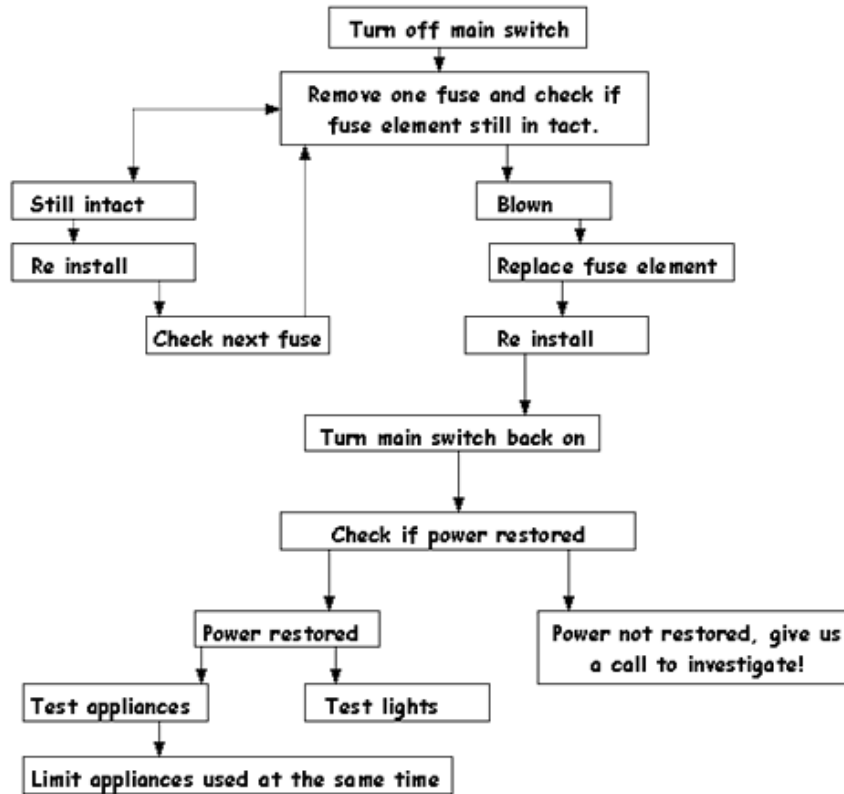 Turn off main switch
Remove one fuse and check if
fuse element still in tact.
Still intact
Blown
Re install
Replace fuse element
Check next fuse
Re install
Turn main switch back on
Check if power restored
Power restored
Power not restored, give us
a call to investigate!
Test appliances
Test lights
Limit appliances used at the same time